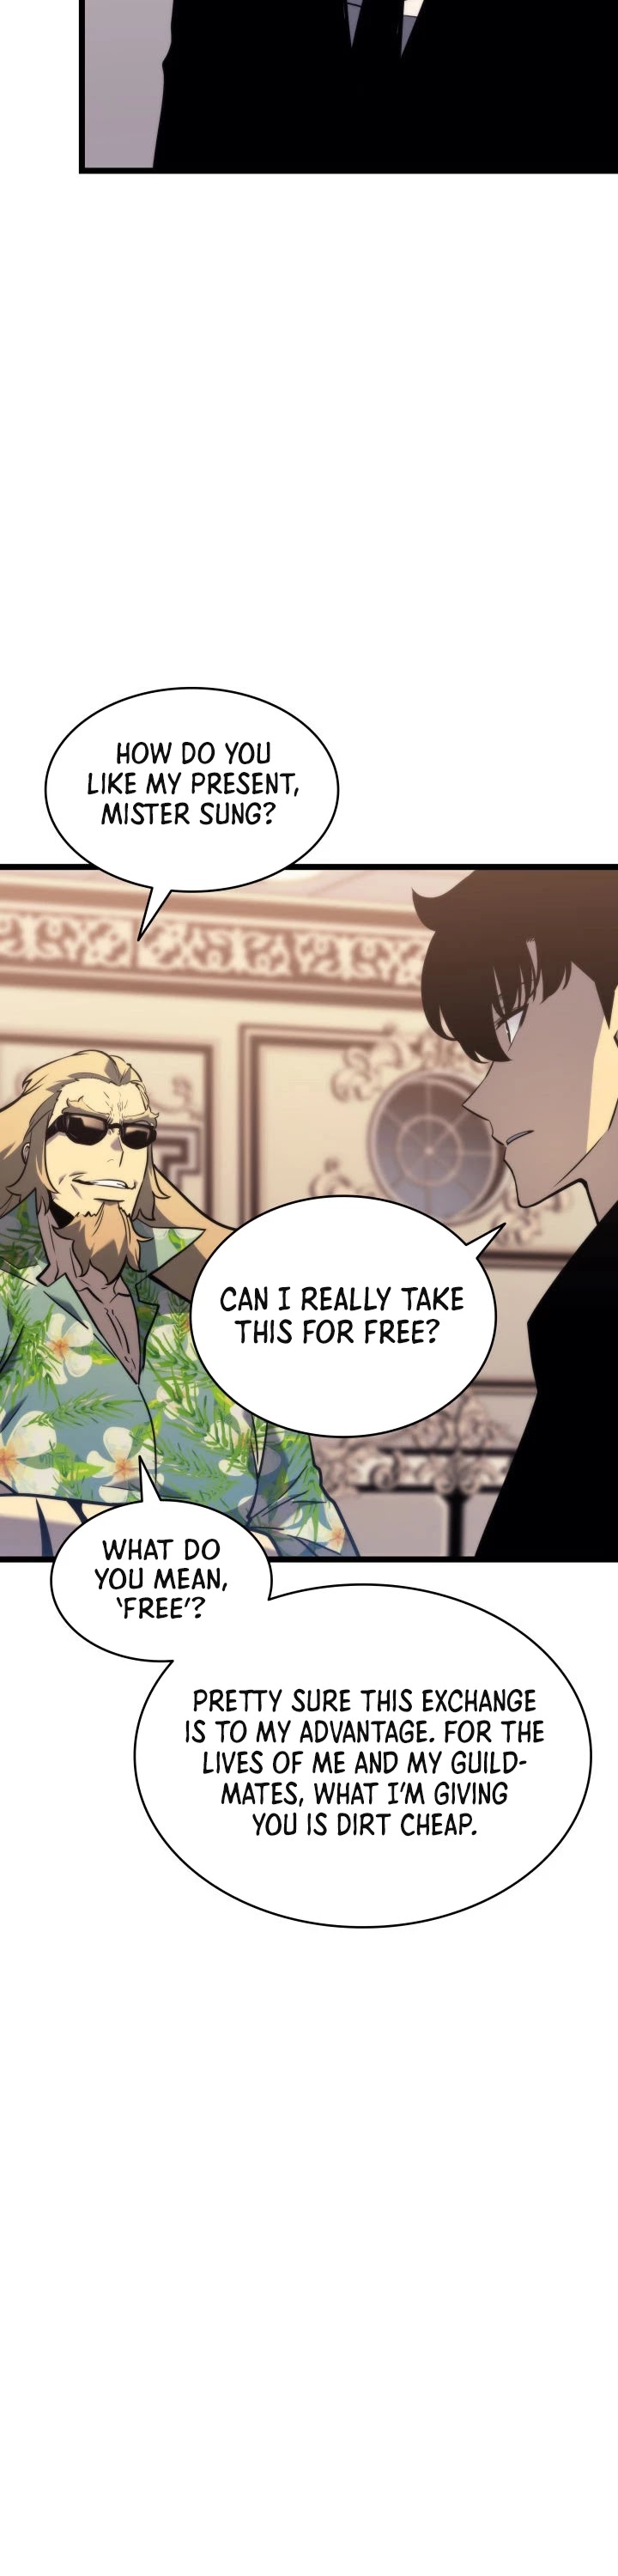 HOW DO YOU
LIKE MY PRESENT,
MISTER SUNG?
CAN I REALLY TAKE
THIS FOR FREE?
WHAT DO
YOU MEAN,
'FREE'?
PRETTY SURE THIS EXCHANGE
IS TO MY ADVANTAGE. FOR THE
LIVES OF ME AND MY GUILD-
MATES, WHAT I'M GIVING
YOU IS DIRT CHEAP.